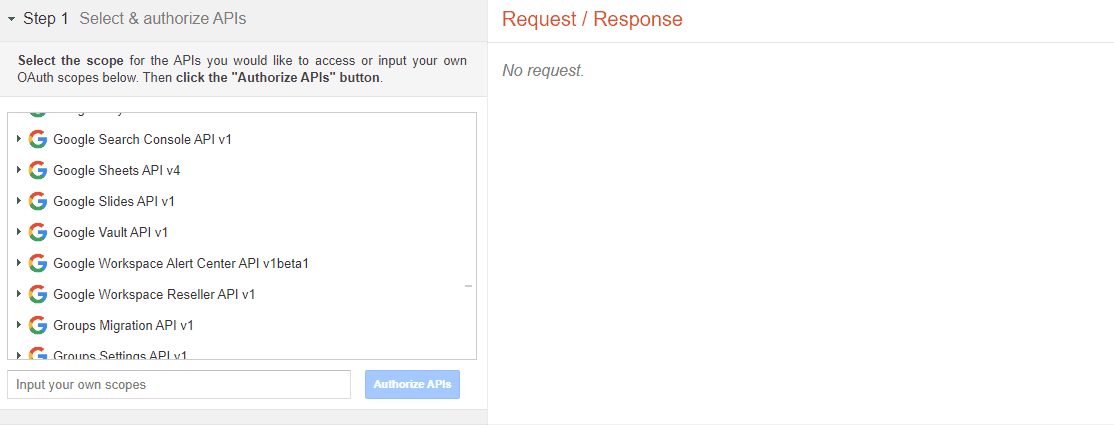 Step 1 Select & authorize APIs
Select the scope for the APIs you would like to access or input your own
OAuth scopes below. Then click the "Authorize APIs" button.
Google Search Console API v1
Google Sheets API v4
Google Slides API v1
Google Vault API v1
Google Workspace Alert Center API v1beta1
Google Workspace Reseller API v1
Groups Migration API v1
Groups Settings API v1
Input your own scopes
Authorize APIs
Request / Response
No request.